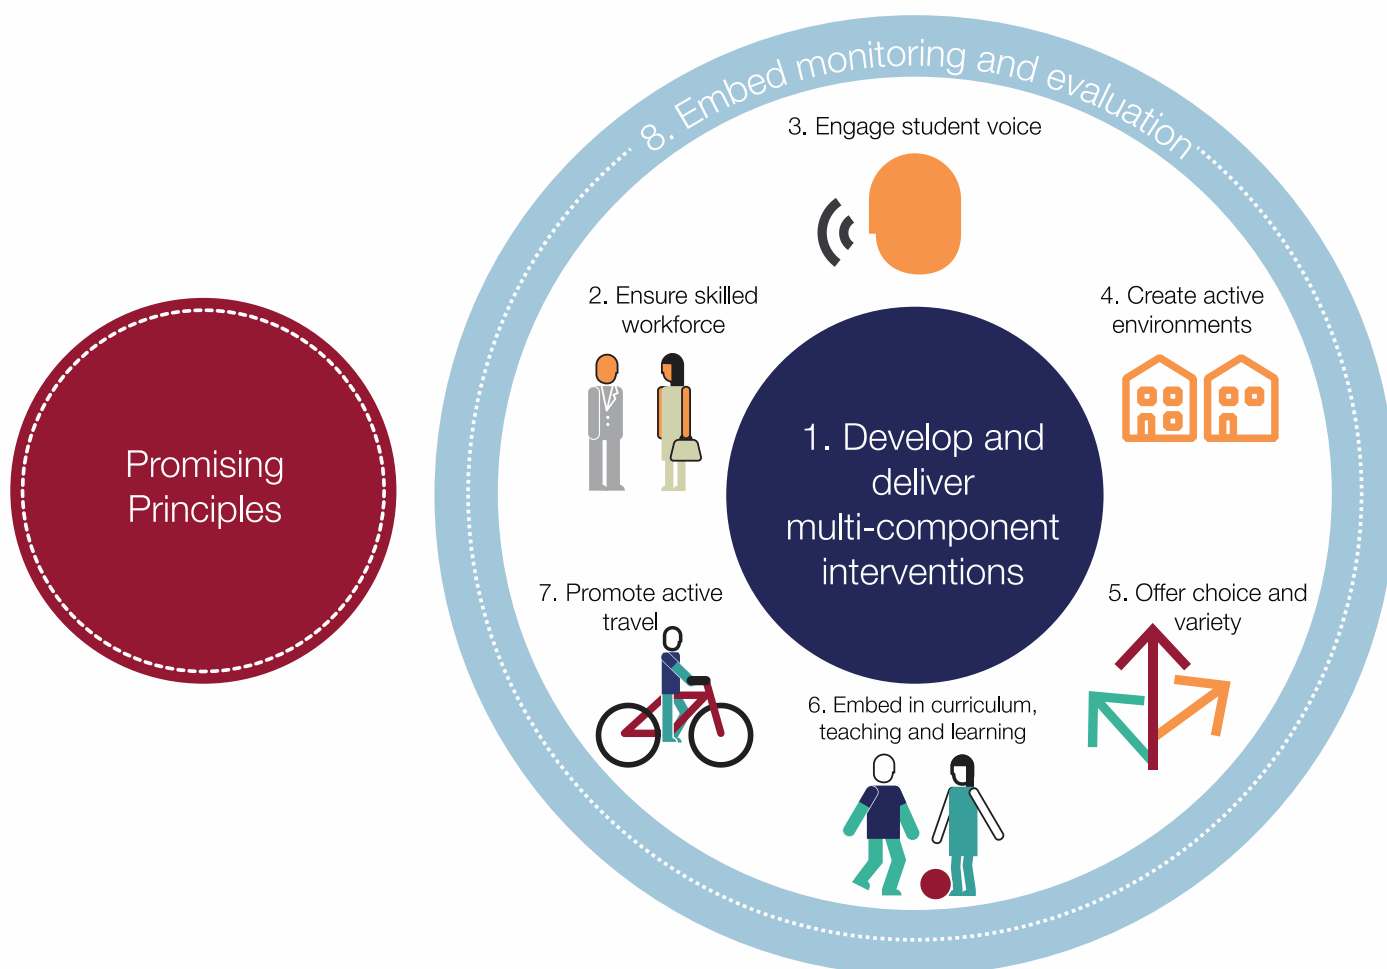 Promising
Principles
8. Embed monitoring and evaluation
3. Engage student voice
2. Ensure skilled
workforce
4. Create active
environments
1. Develop and
deliver
multi-component
interventions
7. Promote active
travel
5. Offer choice and
variety
6. Embed in curriculum,
teaching and learning